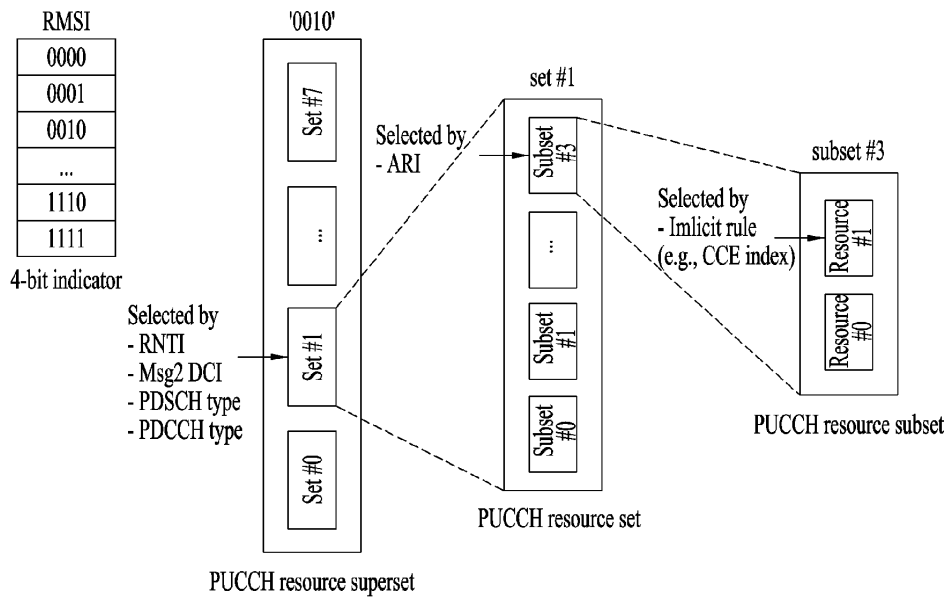 RMSI
0000
0001
0010
...
1110
1111
4-bit indicator
'0010'
Set #7
...
Set #1
Set #0
PUCCH resource superset
Selected by
- RNTI
- Msg2 DCI
- PDSCH type
- PDCCH type
set #1
Subset
#3
...
Subset
#1
Subset
#0
PUCCH resource set
Selected by
- ARI
subset #3
Resource
#1
Resource
#0
PUCCH resource subset
Selected by
- Imlicit rule
(e.g., CCE index)